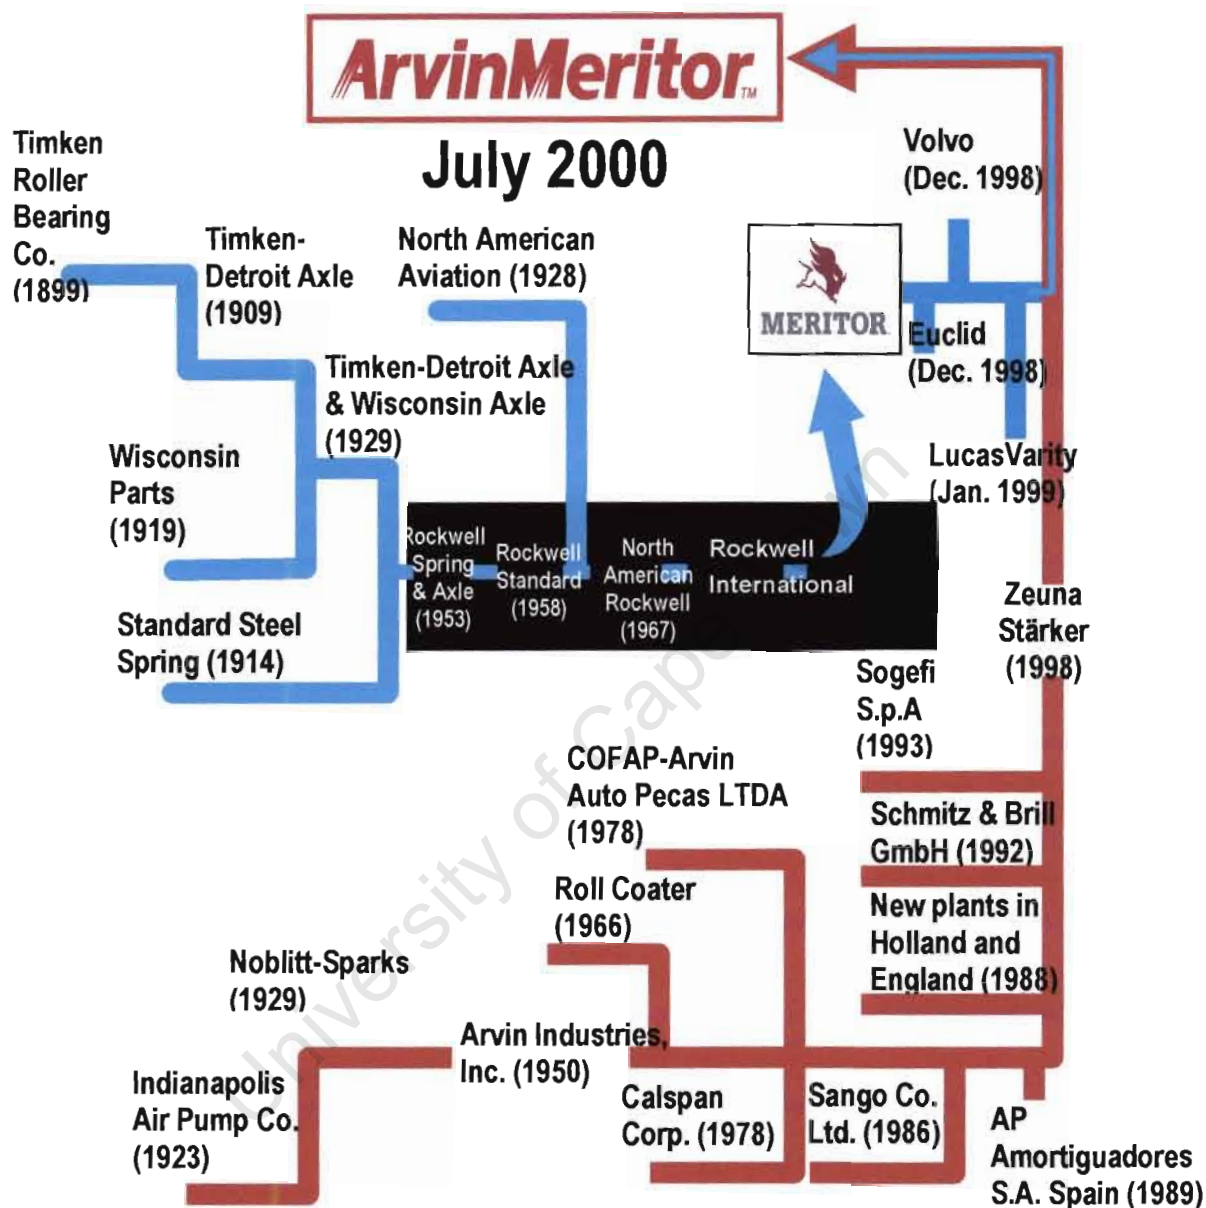 ArvinMeritor™
July 2000
Timken
Roller
Bearing
Co.
(1899)
Timken-
Detroit Axle
(1909)
North American
Aviation (1928)
Volvo
(Dec. 1998)
MERITOR
Euclid
(Dec. 1998)
LucasVarity
(Jan. 1999)
Timken-Detroit Axle
& Wisconsin Axle
(1929)
Wisconsin
Parts
(1919)
Standard Steel
Spring (1914)
Rockwell
Spring
& Axle
(1953)
Rockwell
Standard
(1958)
North
American
Rockwell
(1967)
Rockwell
International
Zeuna
Stärker
(1998)
Sogefi
S.p.A
(1993)
COFAP-Arvin
Auto Pecas LTDA
(1978)
Schmitz & Brill
GmbH (1992)
Roll Coater
(1966)
New plants in
Holland and
England (1988)
Noblitt-Sparks
(1929)
Arvin Industries,
Inc. (1950)
Indianapolis
Air Pump Co.
(1923)
Calspan
Corp. (1978)
Sango Co.
Ltd. (1986)
AP
Amortiguadores
S.A. Spain (1989)
University of Cape Town